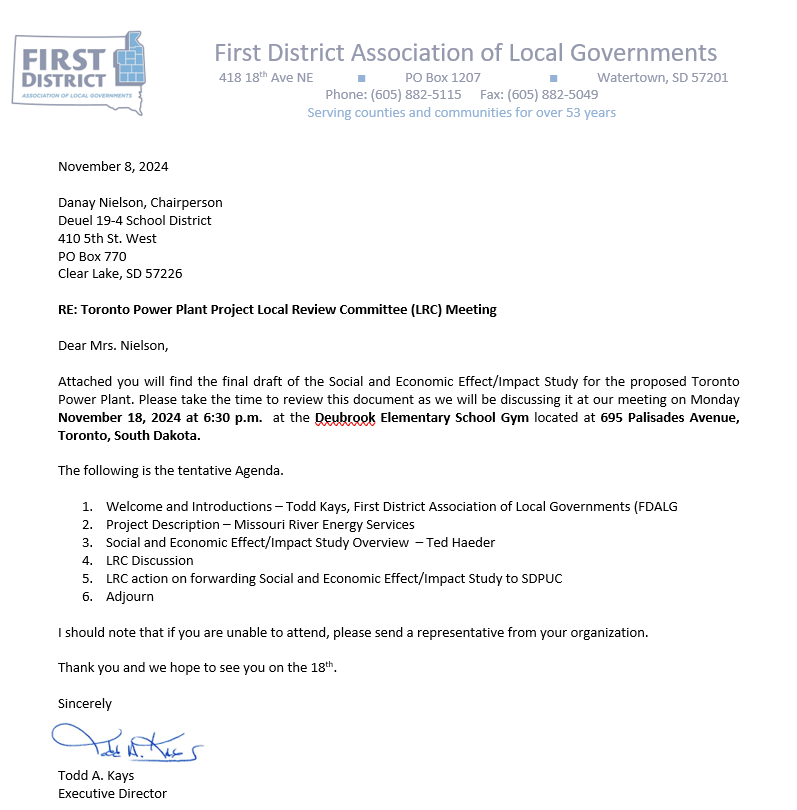 FIRST
DISTRICT
ASSOCIATION OF LOCAL GOVERNMENTS
First District Association of Local Governments
418 18th Ave NE ■ PO Box 1207 ■ Watertown, SD 57201
Phone: (605) 882-5115 Fax: (605) 882-5049
Serving counties and communities for over 53 years
November 8, 2024
Danay Nielson, Chairperson
Deuel 19-4 School District
410 5th St. West
PO Box 770
Clear Lake, SD 57226
RE: Toronto Power Plant Project Local Review Committee (LRC) Meeting
Dear Mrs. Nielson,
Attached you will find the final draft of the Social and Economic Effect/Impact Study for the proposed Toronto
Power Plant. Please take the time to review this document as we will be discussing it at our meeting on Monday
November 18, 2024 at 6:30 p.m. at the Deubrook Elementary School Gym located at 695 Palisades Avenue,
Toronto, South Dakota.
The following is the tentative Agenda.
1. Welcome and Introductions – Todd Kays, First District Association of Local Governments (FDALG
2. Project Description – Missouri River Energy Services
3. Social and Economic Effect/Impact Study Overview – Ted Haeder
4. LRC Discussion
5. LRC action on forwarding Social and Economic Effect/Impact Study to SDPUC
6. Adjourn
I should note that if you are unable to attend, please send a representative from your organization.
Thank you and we hope to see you on the 18th.
Sincerely
Todd A. Kays
Todd A. Kays
Executive Director